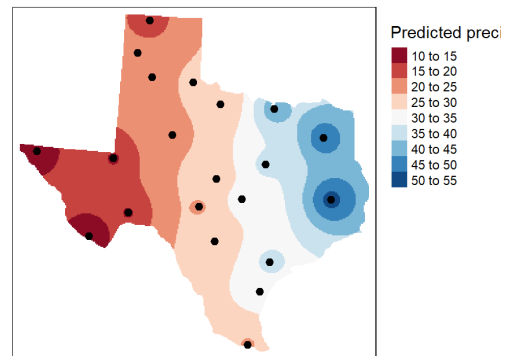 Predicted preci
10 to 15
15 to 20
20 to 25
25 to 30
30 to 35
35 to 40
40 to 45
45 to 50
50 to 55